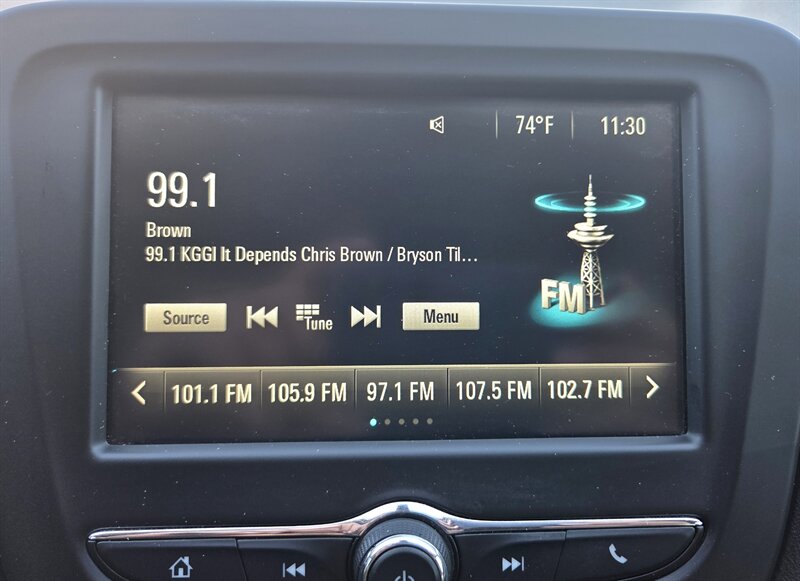 74°F 11:30
99.1
Brown
99.1 KGGI It Depends Chris Brown / Bryson Til...
FM
Source Tune Menu
101.1 FM 105.9 FM 97.1 FM 107.5 FM 102.7 FM